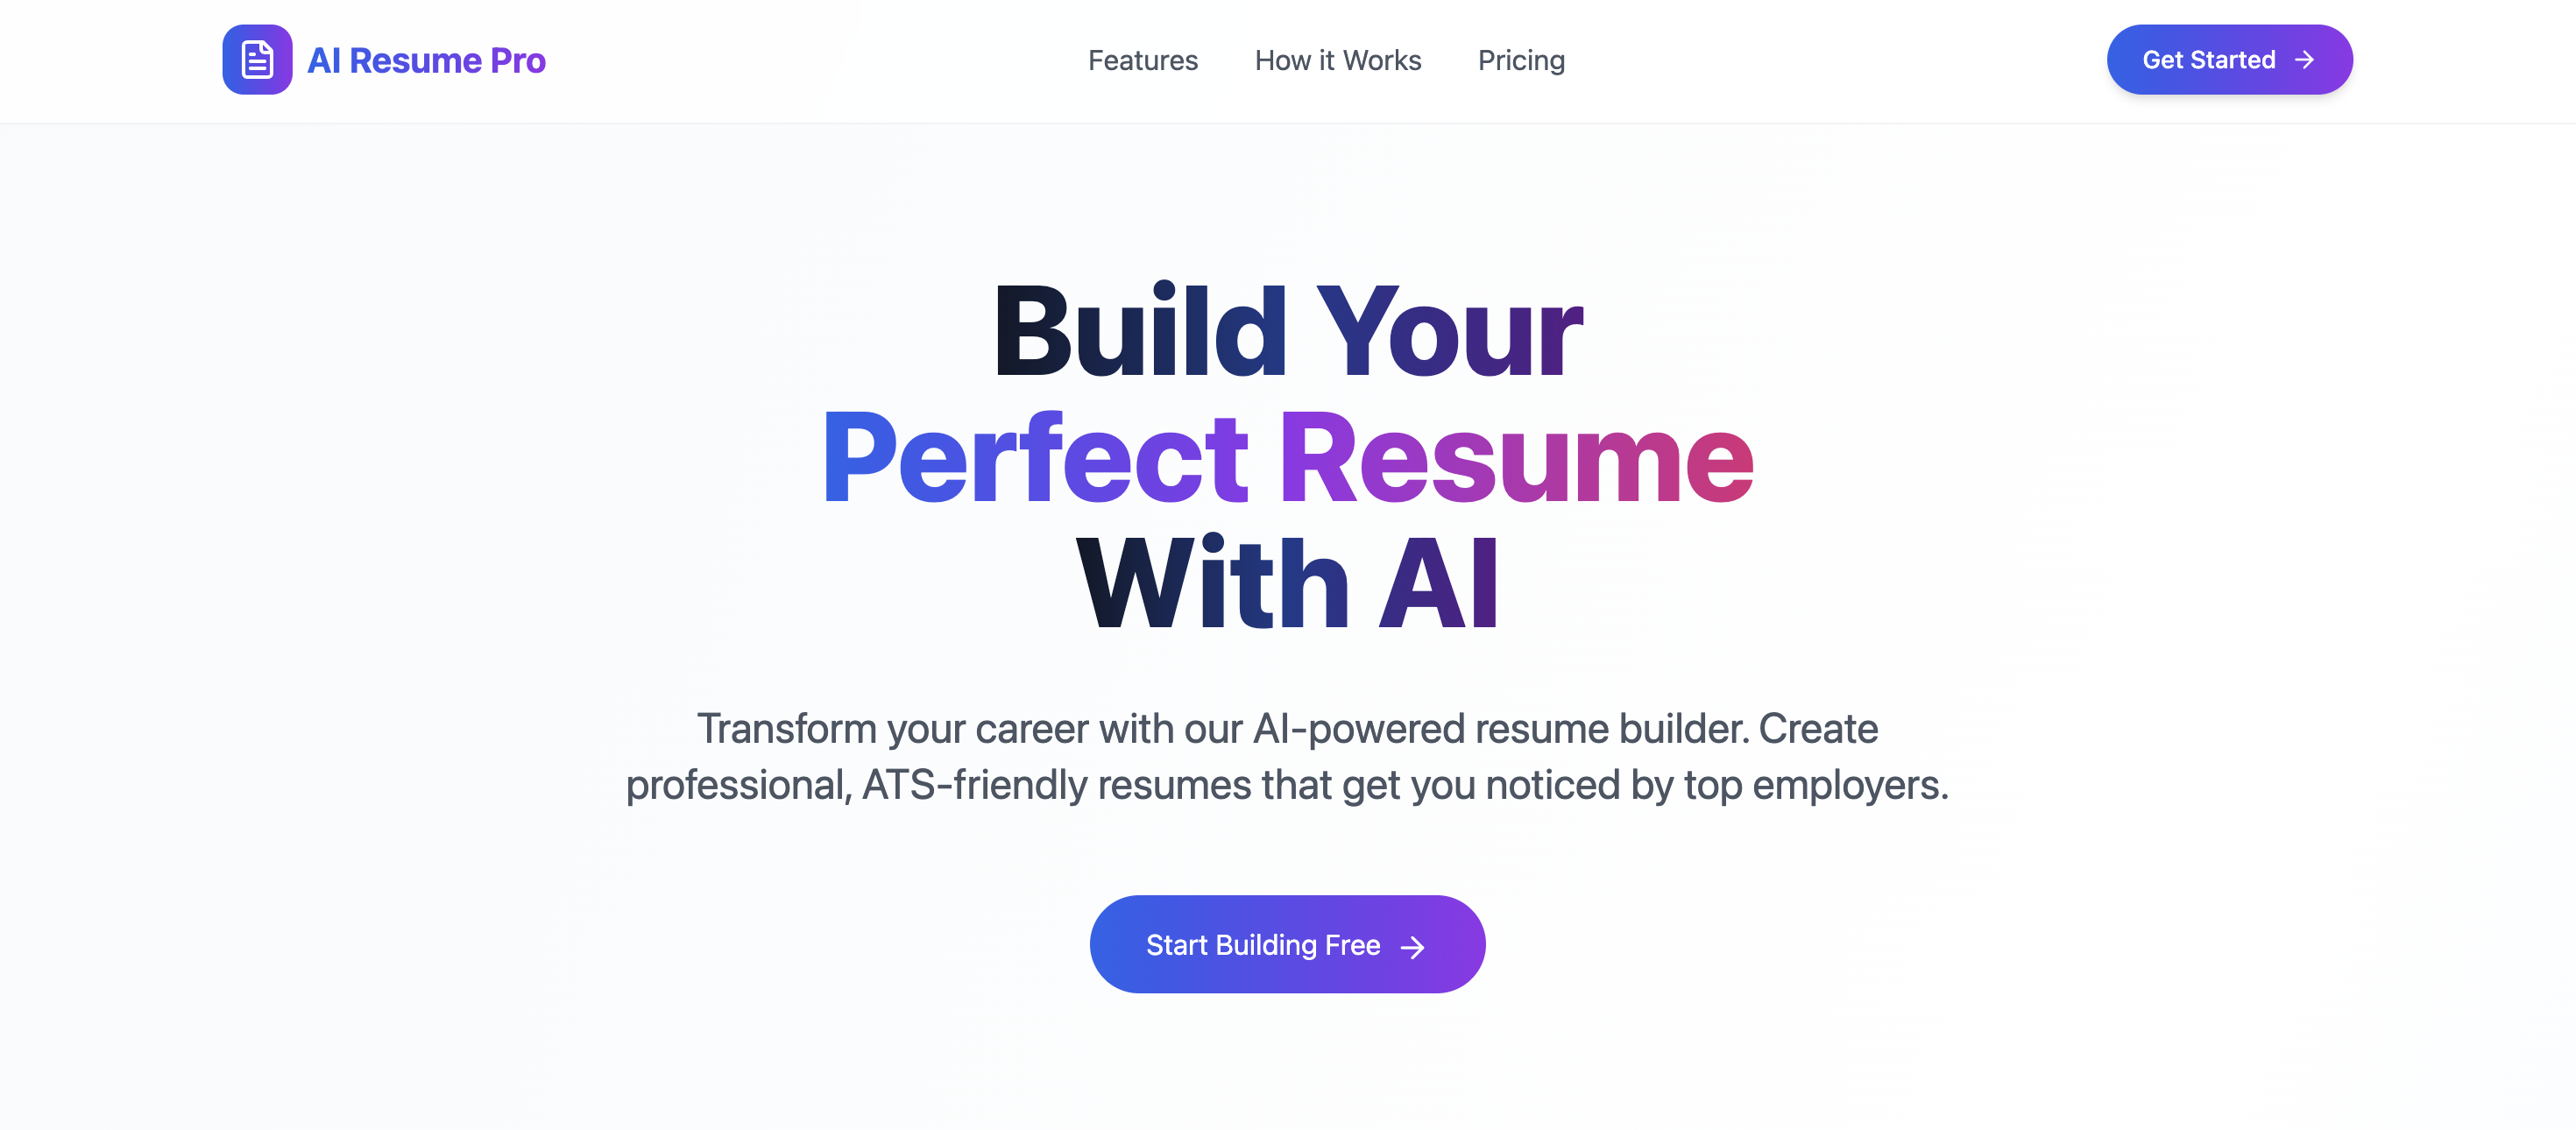 AI Resume Pro
Features
How it Works
Pricing
Get Started
Build Your
Perfect Resume
With AI
Transform your career with our AI-powered resume builder. Create
professional, ATS-friendly resumes that get you noticed by top employers.
Start Building Free